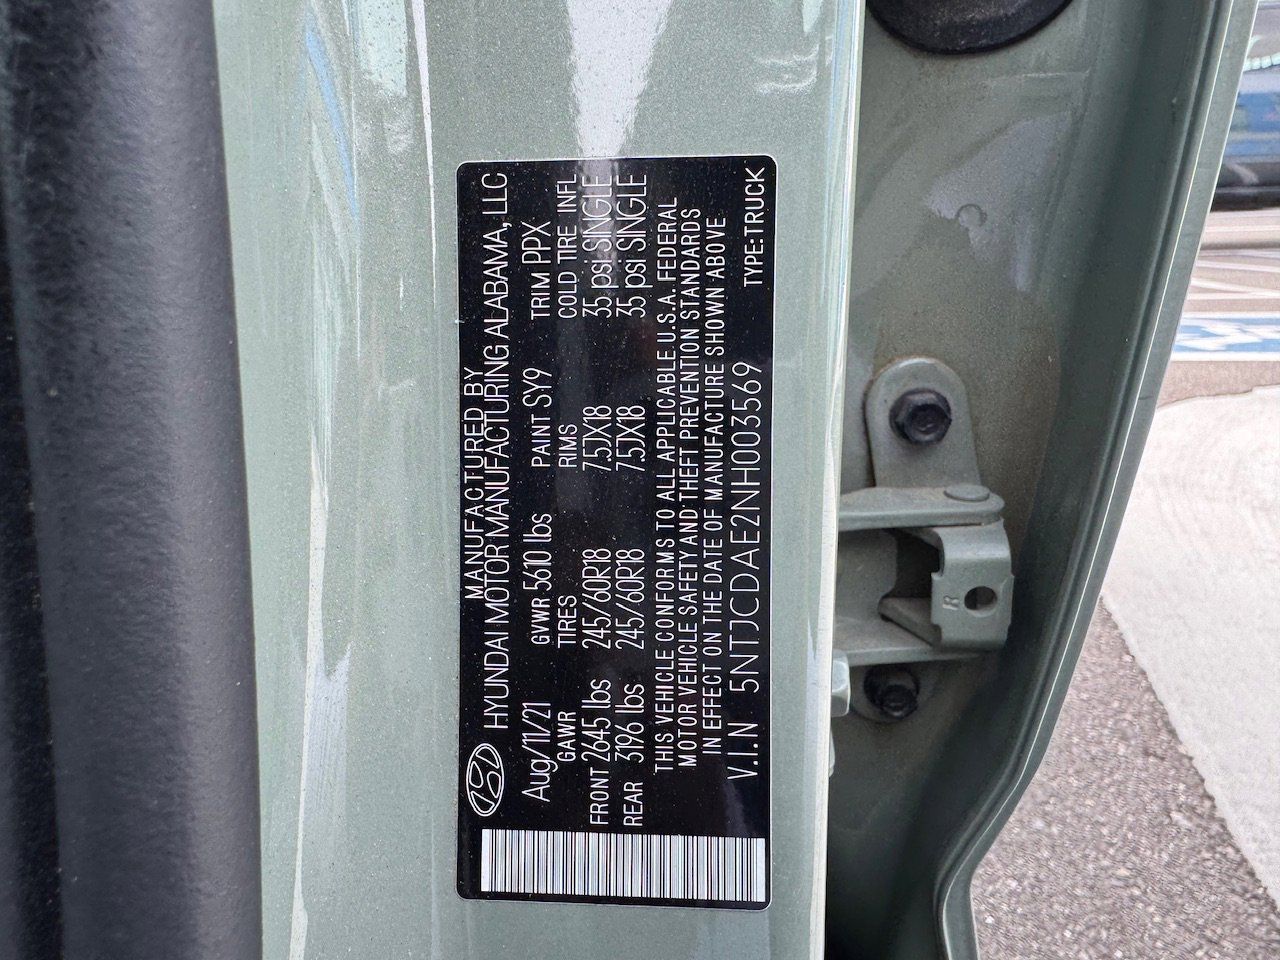 MANUFACTURED BY
HYUNDAI MOTOR MANUFACTURING ALABAMA, LLC
Aug/11/21 GVWR 5610 lbs PAINT SY9 TRIM PPX
GAWR TIRES RIMS COLD TIRE INFL
FRONT 2645 lbs 245/60R18 7.5JX18 35 psi SINGLE
REAR 3196 lbs 245/60R18 7.5JX18 35 psi SINGLE
THIS VEHICLE CONFORMS TO ALL APPLICABLE U.S.A. FEDERAL
MOTOR VEHICLE SAFETY AND THEFT PREVENTION STANDARDS
IN EFFECT ON THE DATE OF MANUFACTURE SHOWN ABOVE
V.I.N 5NTJCDAE2NH003569 TYPE:TRUCK
R